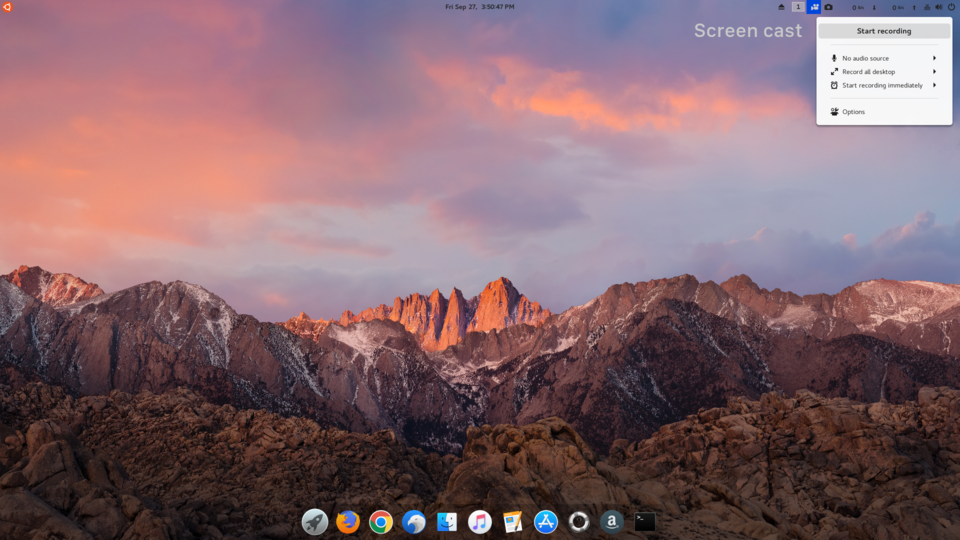 Fri Sep 27, 3:50:47 PM
1
Screen cast
Start recording
No audio source
Record all desktop
Start recording immediately
Options
a
>_